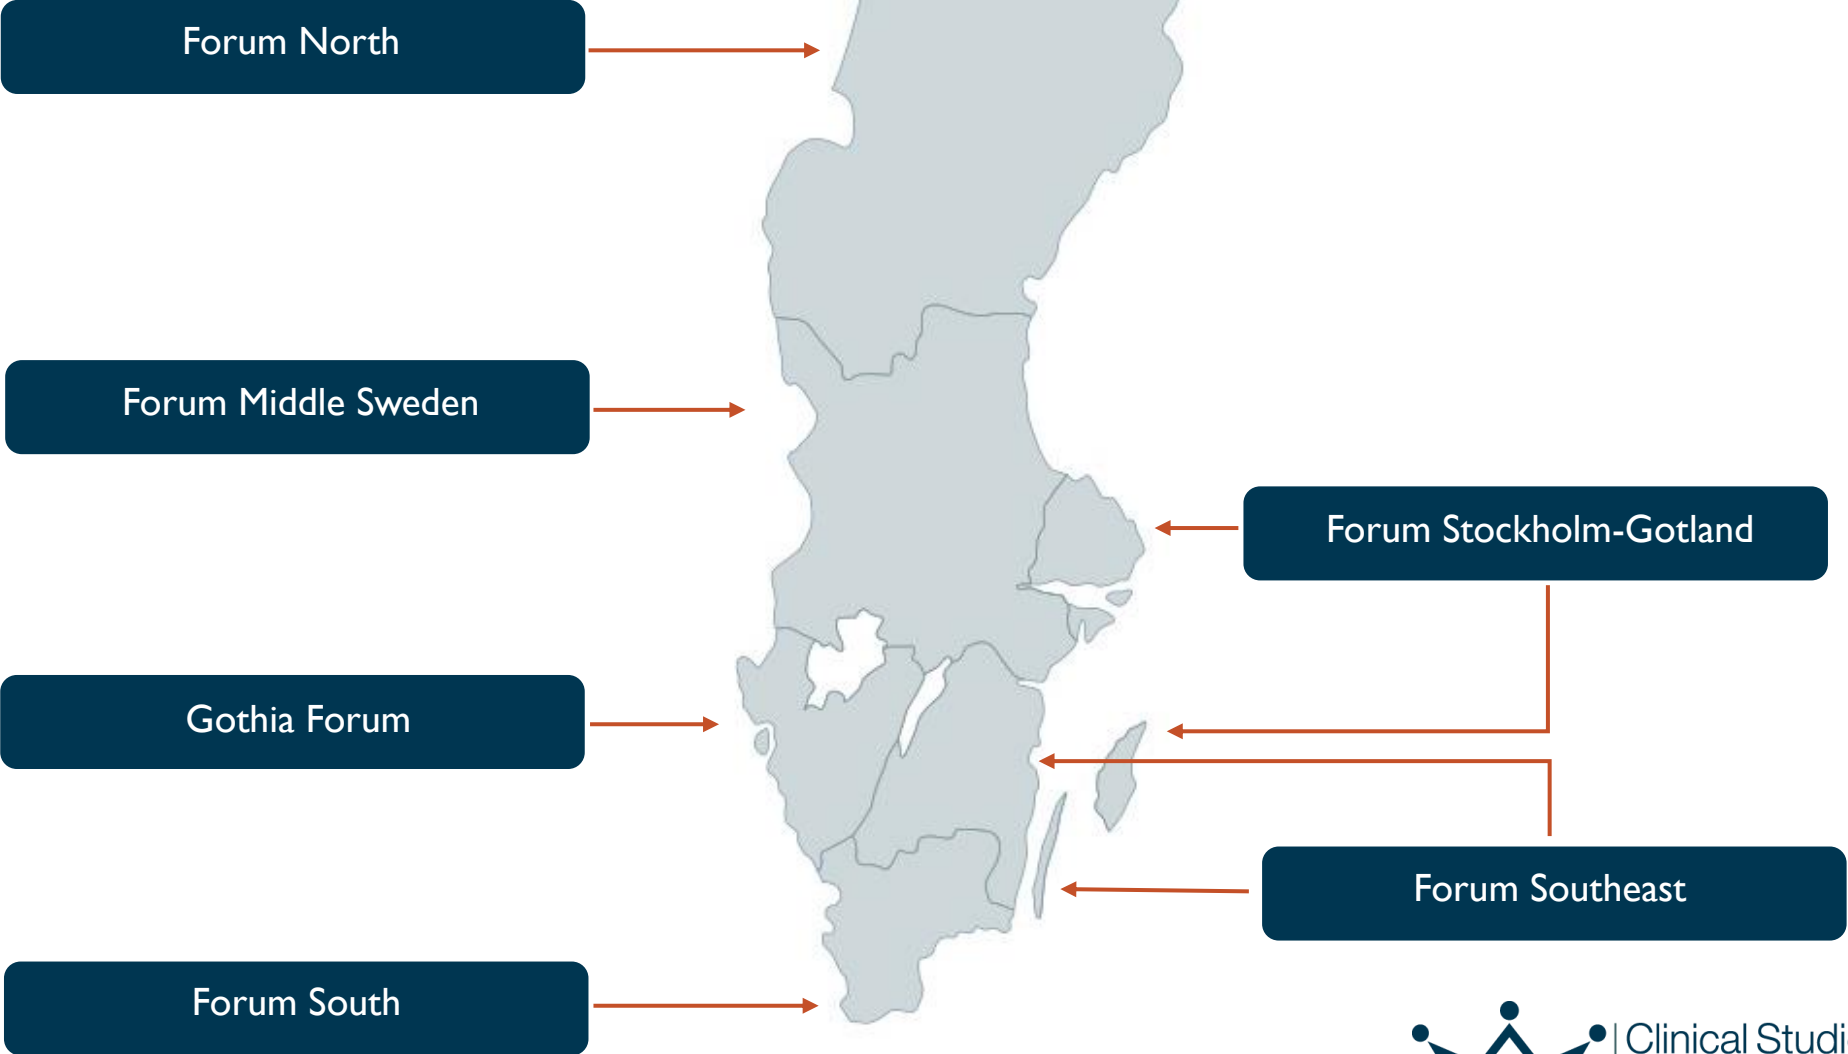 Forum North
Forum Middle Sweden
Forum Stockholm-Gotland
Gothia Forum
Forum Southeast
Forum South
Clinical Studi